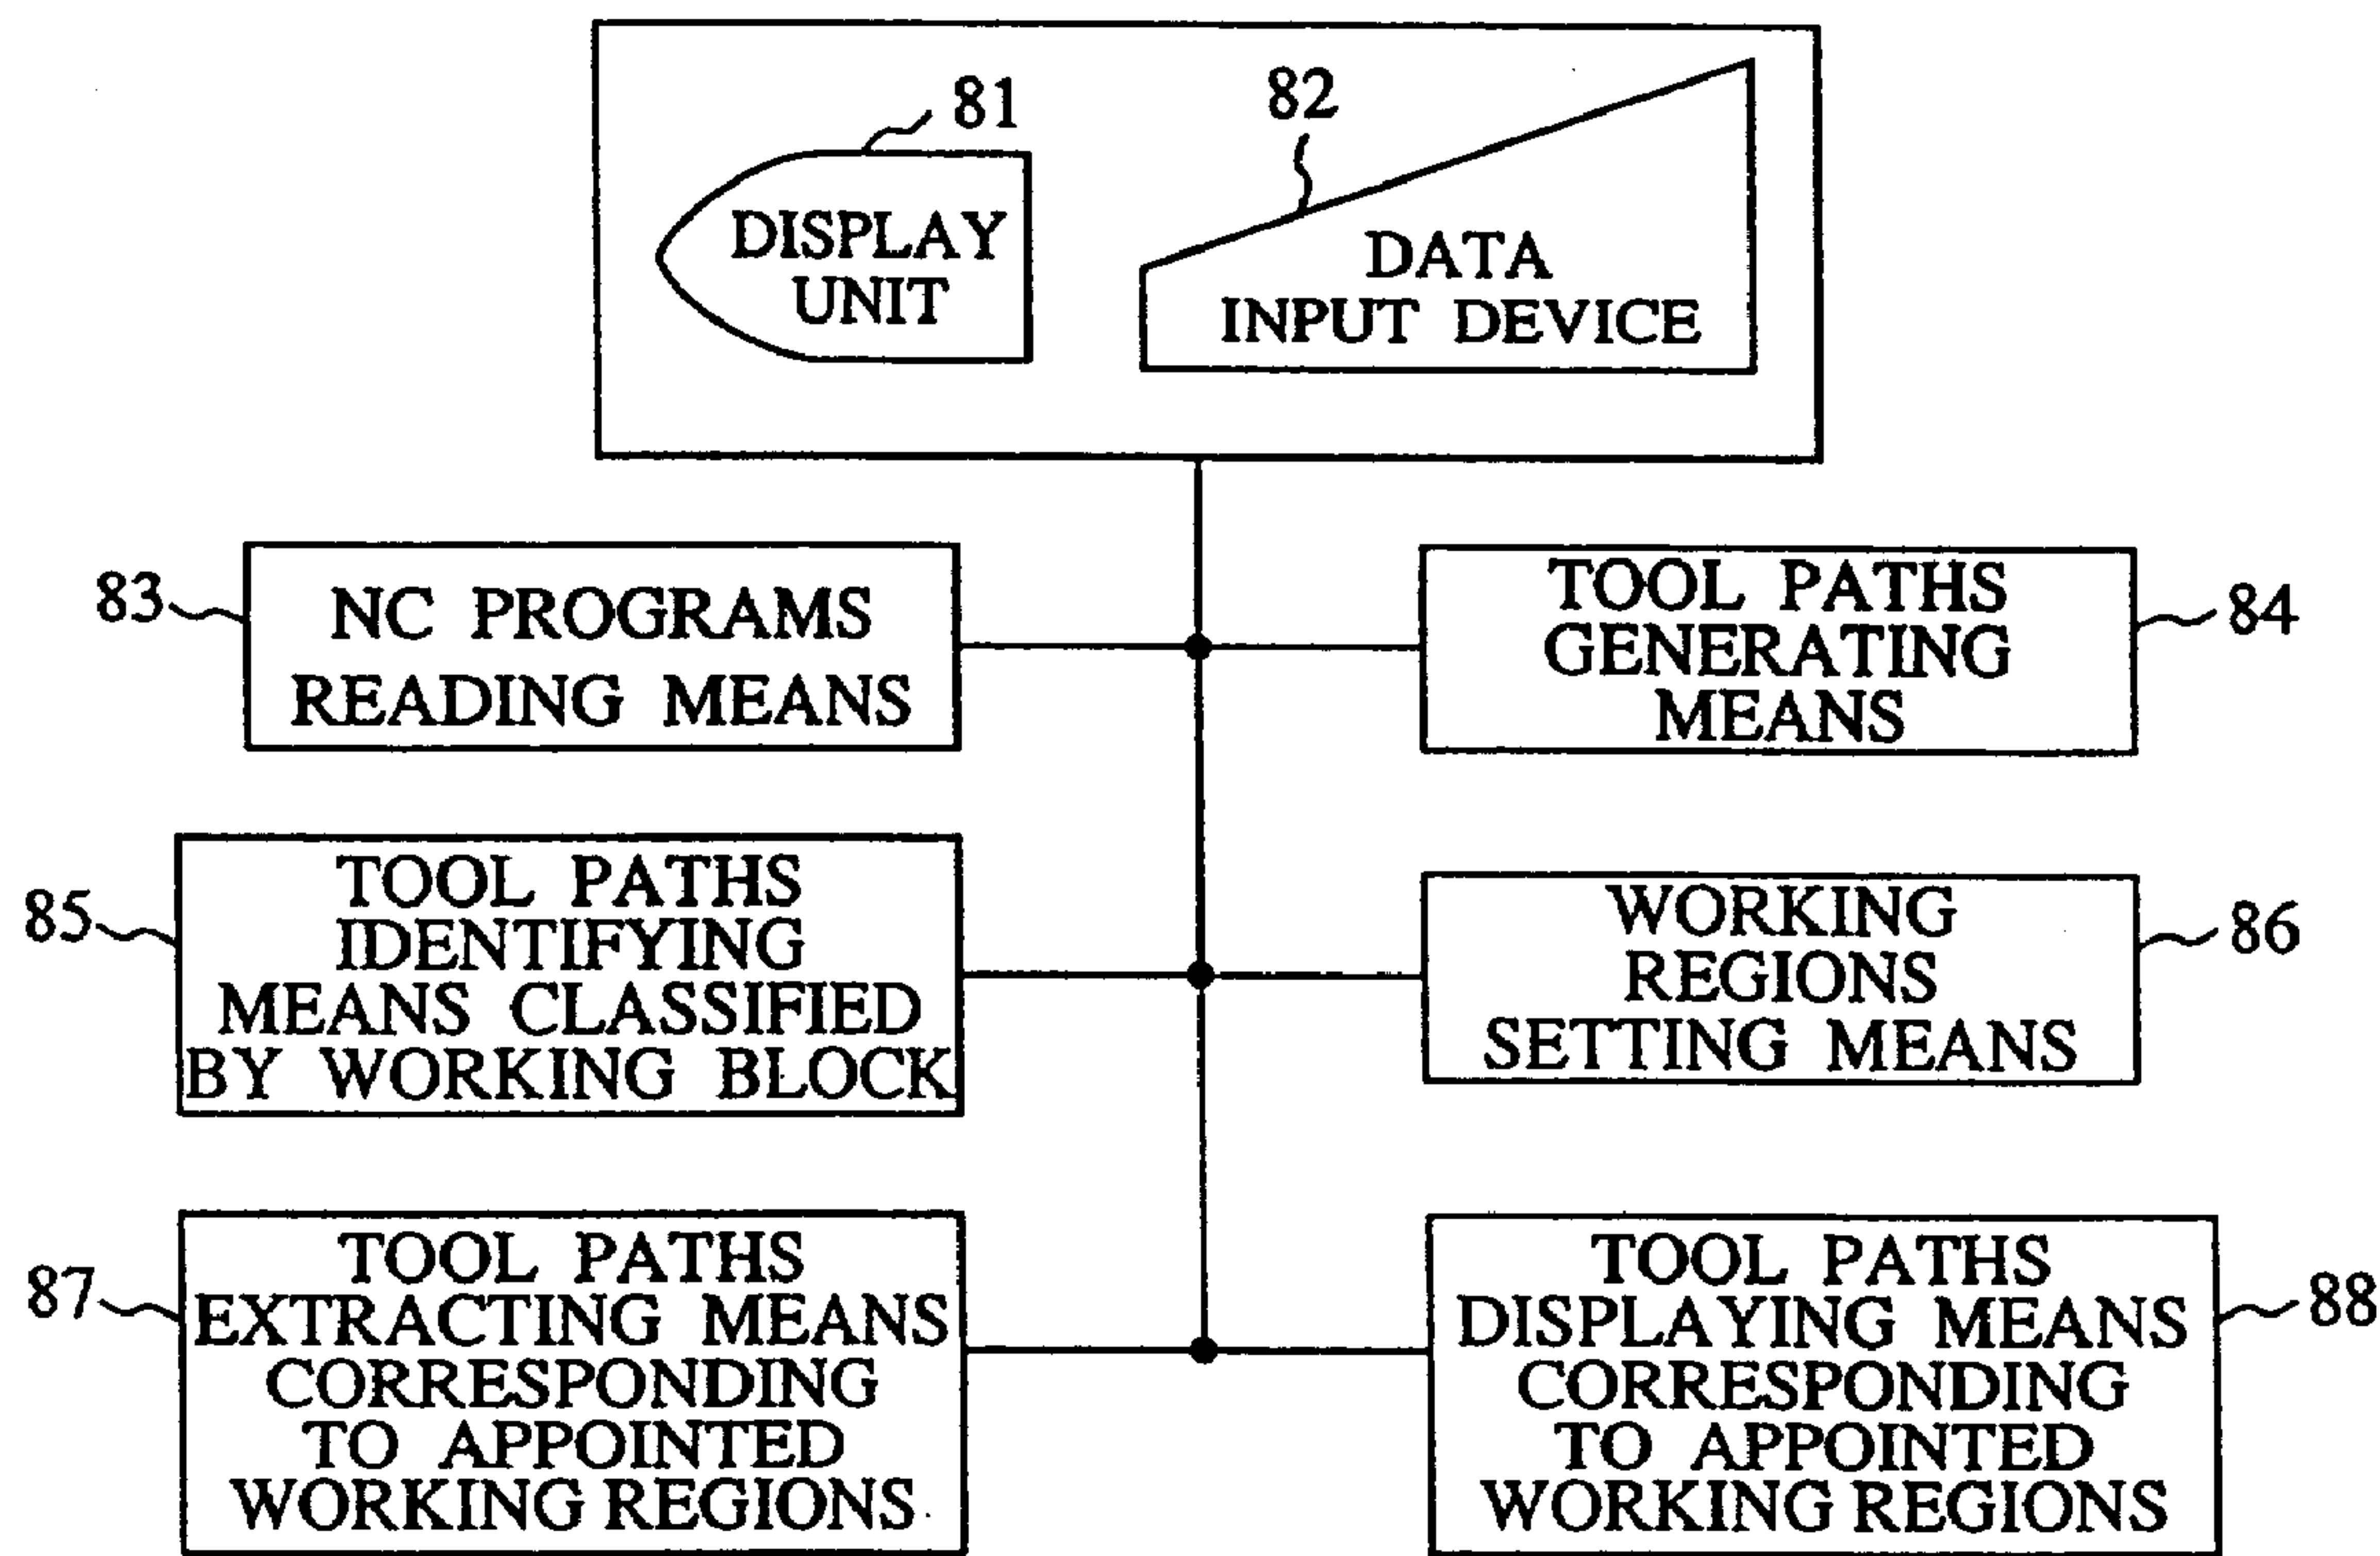 81
DISPLAY
UNIT
82
DATA
INPUT DEVICE
83
NC PROGRAMS
READING MEANS
TOOL PATHS
GENERATING
MEANS
84
85
TOOL PATHS
IDENTIFYING
MEANS CLASSIFIED
BY WORKING BLOCK
WORKING
REGIONS
SETTING MEANS
86
87
TOOL PATHS
EXTRACTING MEANS
CORRESPONDING
TO APPOINTED
WORKING REGIONS
TOOL PATHS
DISPLAYING MEANS
CORRESPONDING
TO APPOINTED
WORKING REGIONS
88